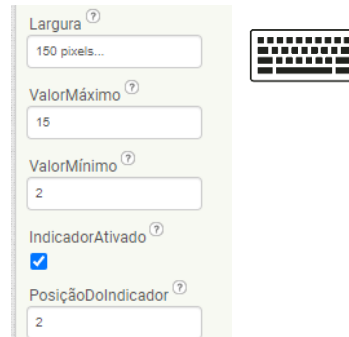 Largura ?
150 pixels...
ValorMáximo ?
15
ValorMínimo ?
2
IndicadorAtivado ?
PosiçãoDoIndicador ?
2